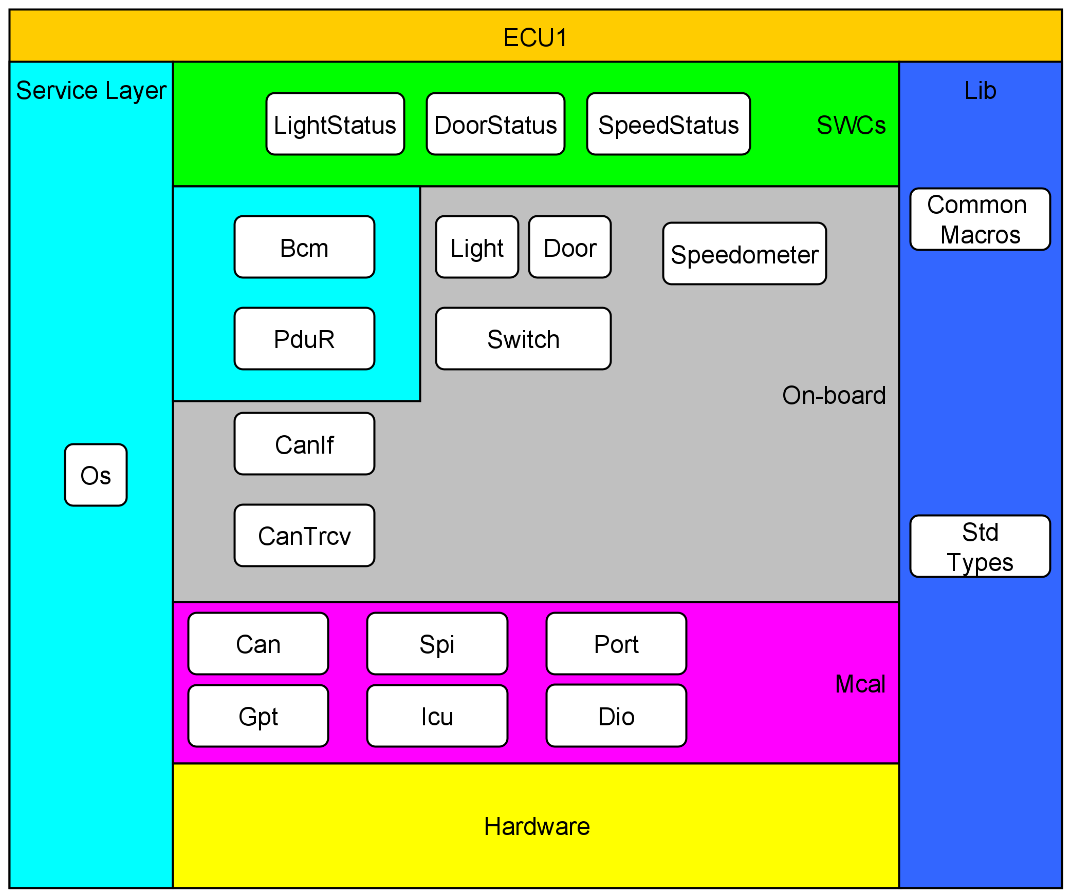 ECU1
Service Layer
Lib
LightStatus
DoorStatus
SpeedStatus
SWCs
Common
Macros
Bcm
Light
Door
Speedometer
PduR
Switch
On-board
CanIf
Os
CanTrcv
Std
Types
Can
Spi
Port
Mcal
Gpt
Icu
Dio
Hardware